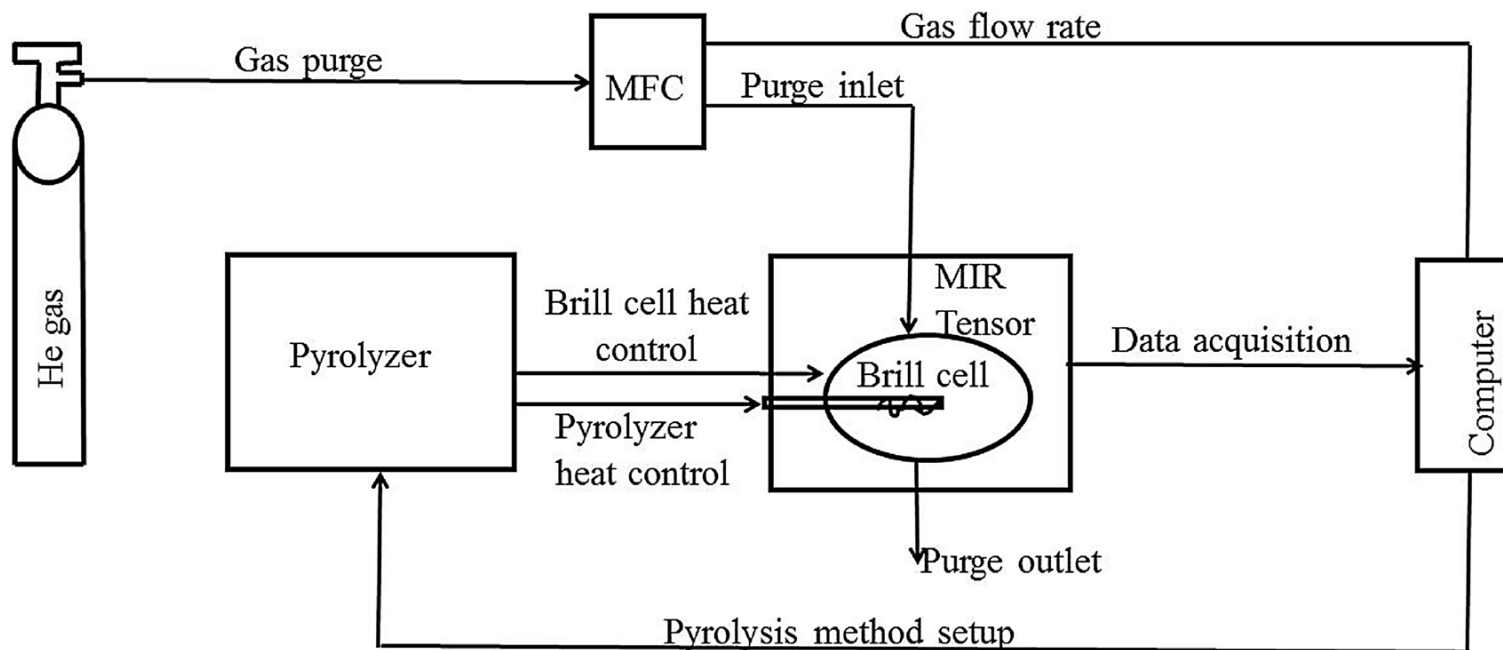 Gas flow rate
Gas purge
MFC
Purge inlet
He gas
MIR
Tensor
Brill cell heat
control
Pyrolyzer
Brill cell
Data acquisition
Computer
Pyrolyzer
heat control
Purge outlet
Pyrolysis method setup